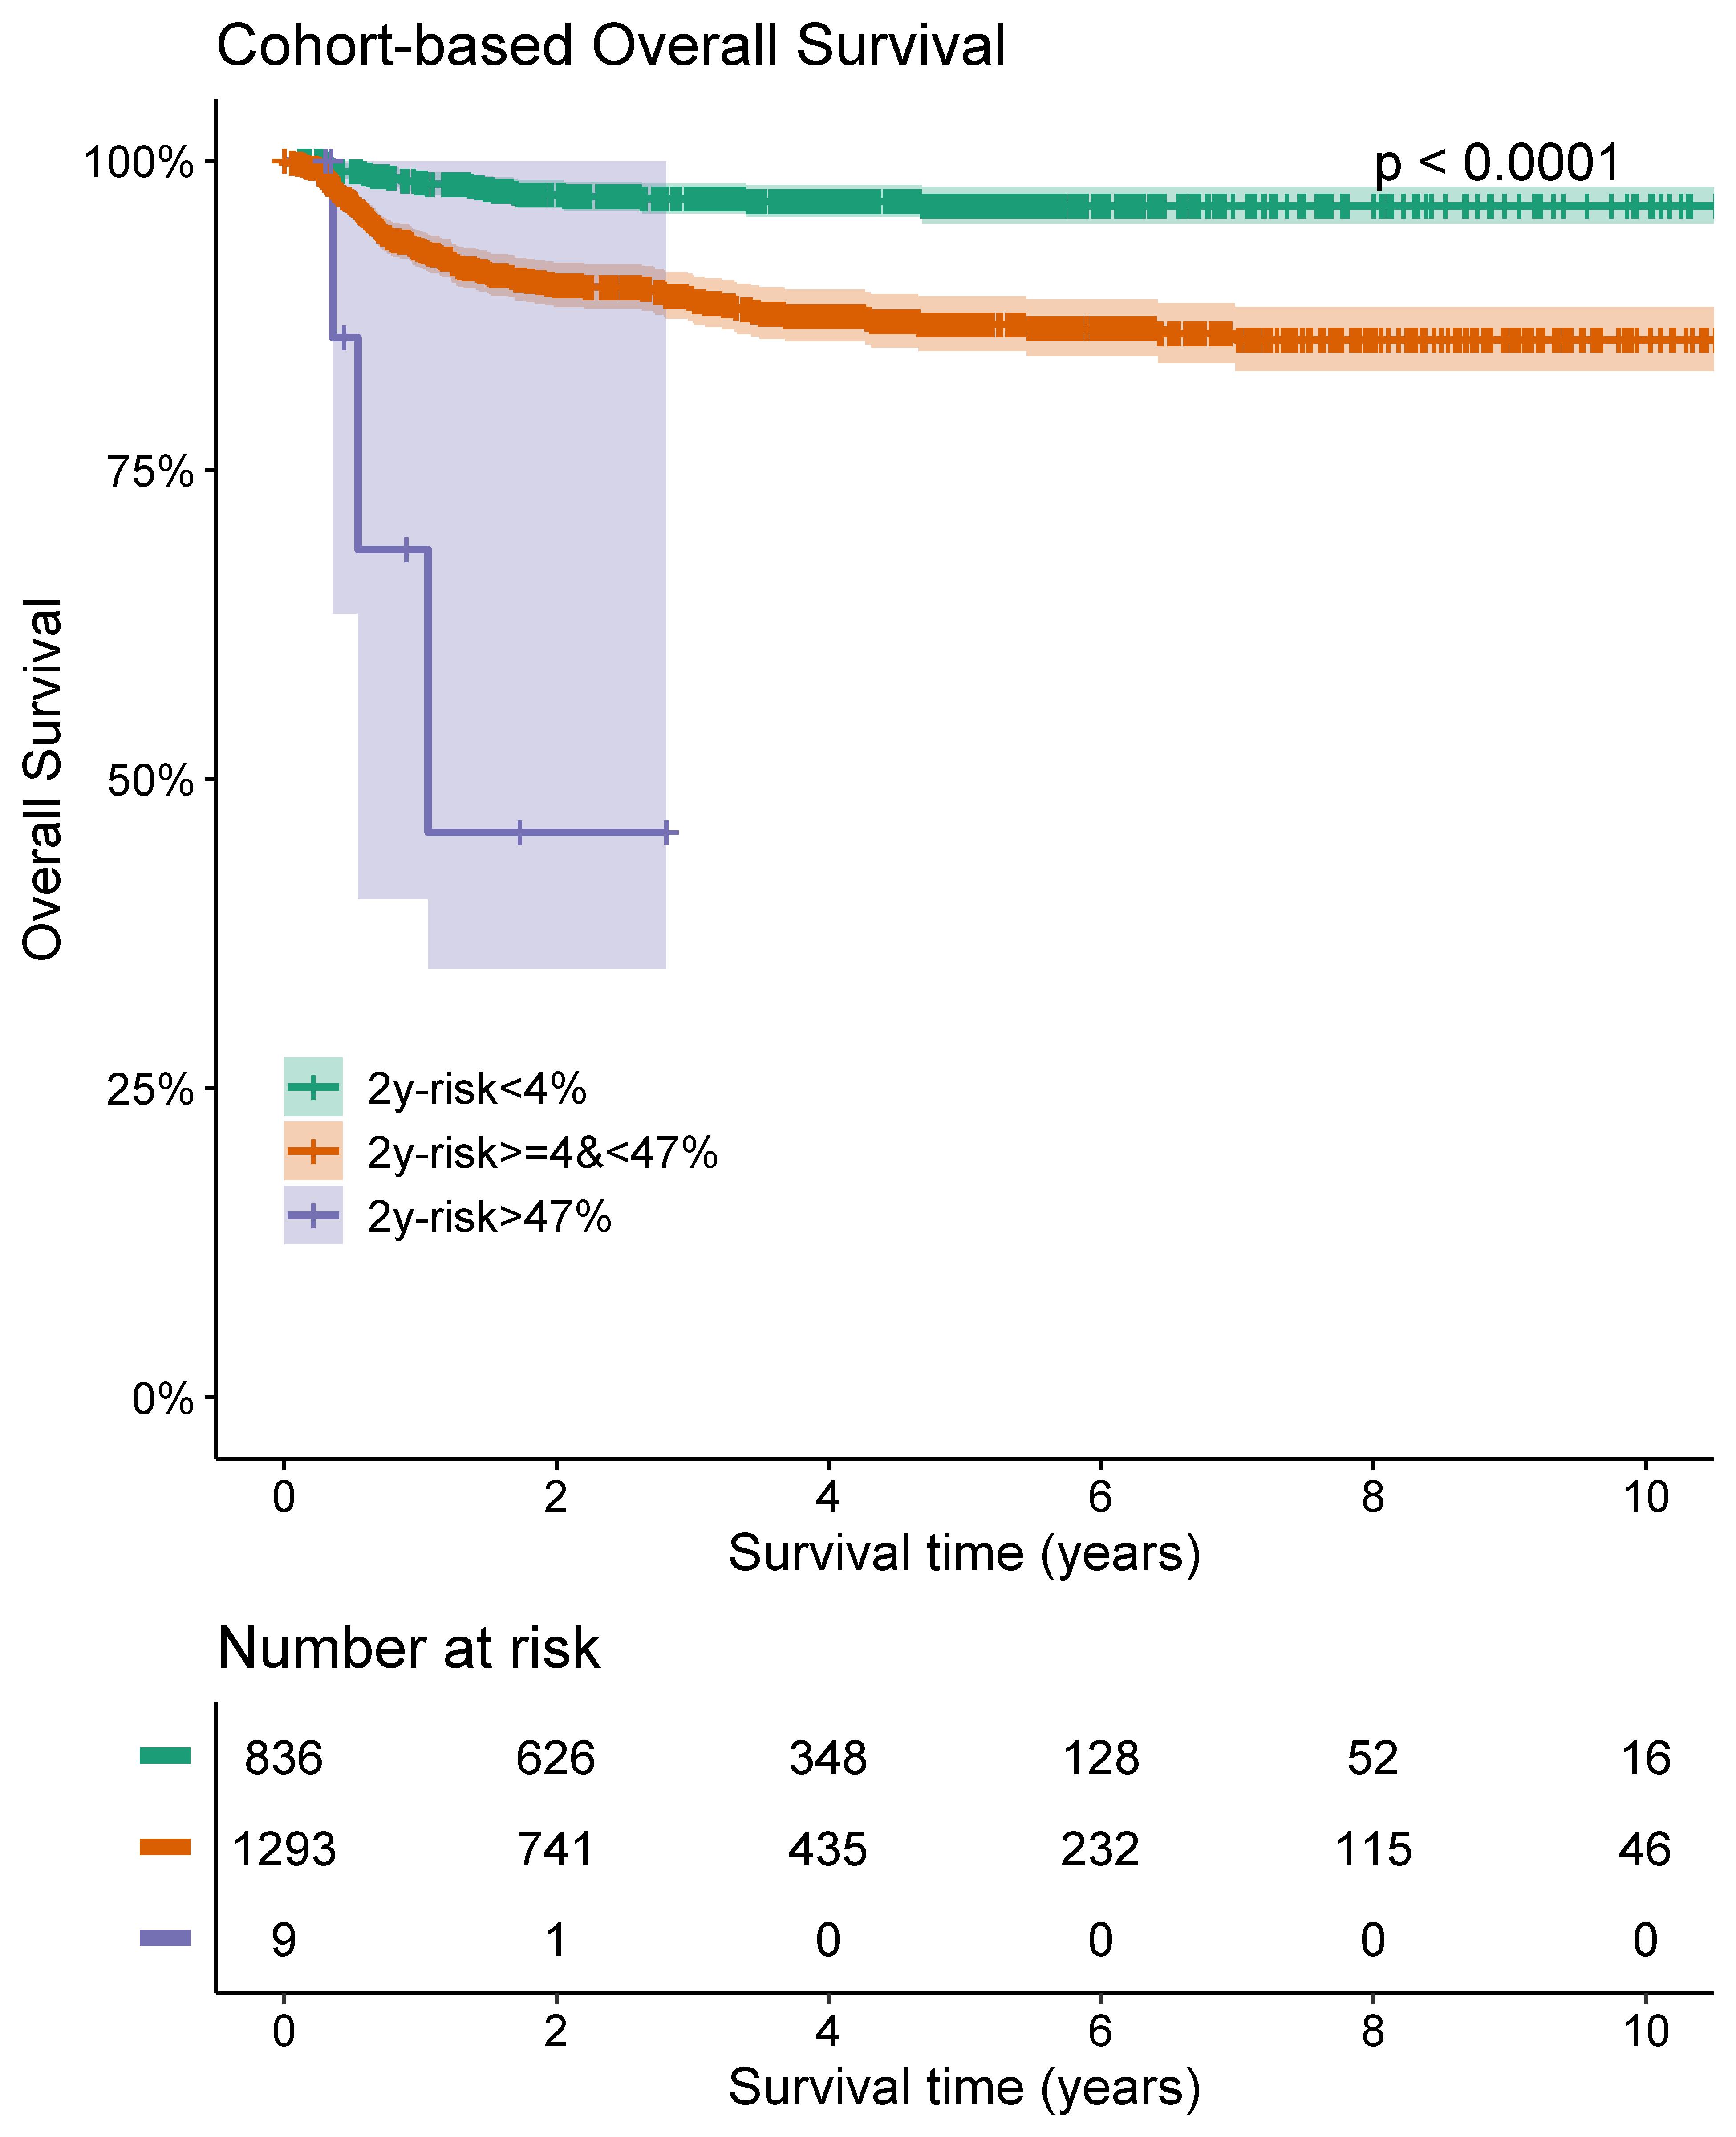 Cohort-based Overall Survival
100%
p < 0.0001
75%
50%
25%
0%
Overall Survival
2y-risk<4%
2y-risk>=4&<47%
2y-risk>47%
0 2 4 6 8 10
Survival time (years)
Number at risk
836 626 348 128 52 16
1293 741 435 232 115 46
9 1 0 0 0 0
0 2 4 6 8 10
Survival time (years)